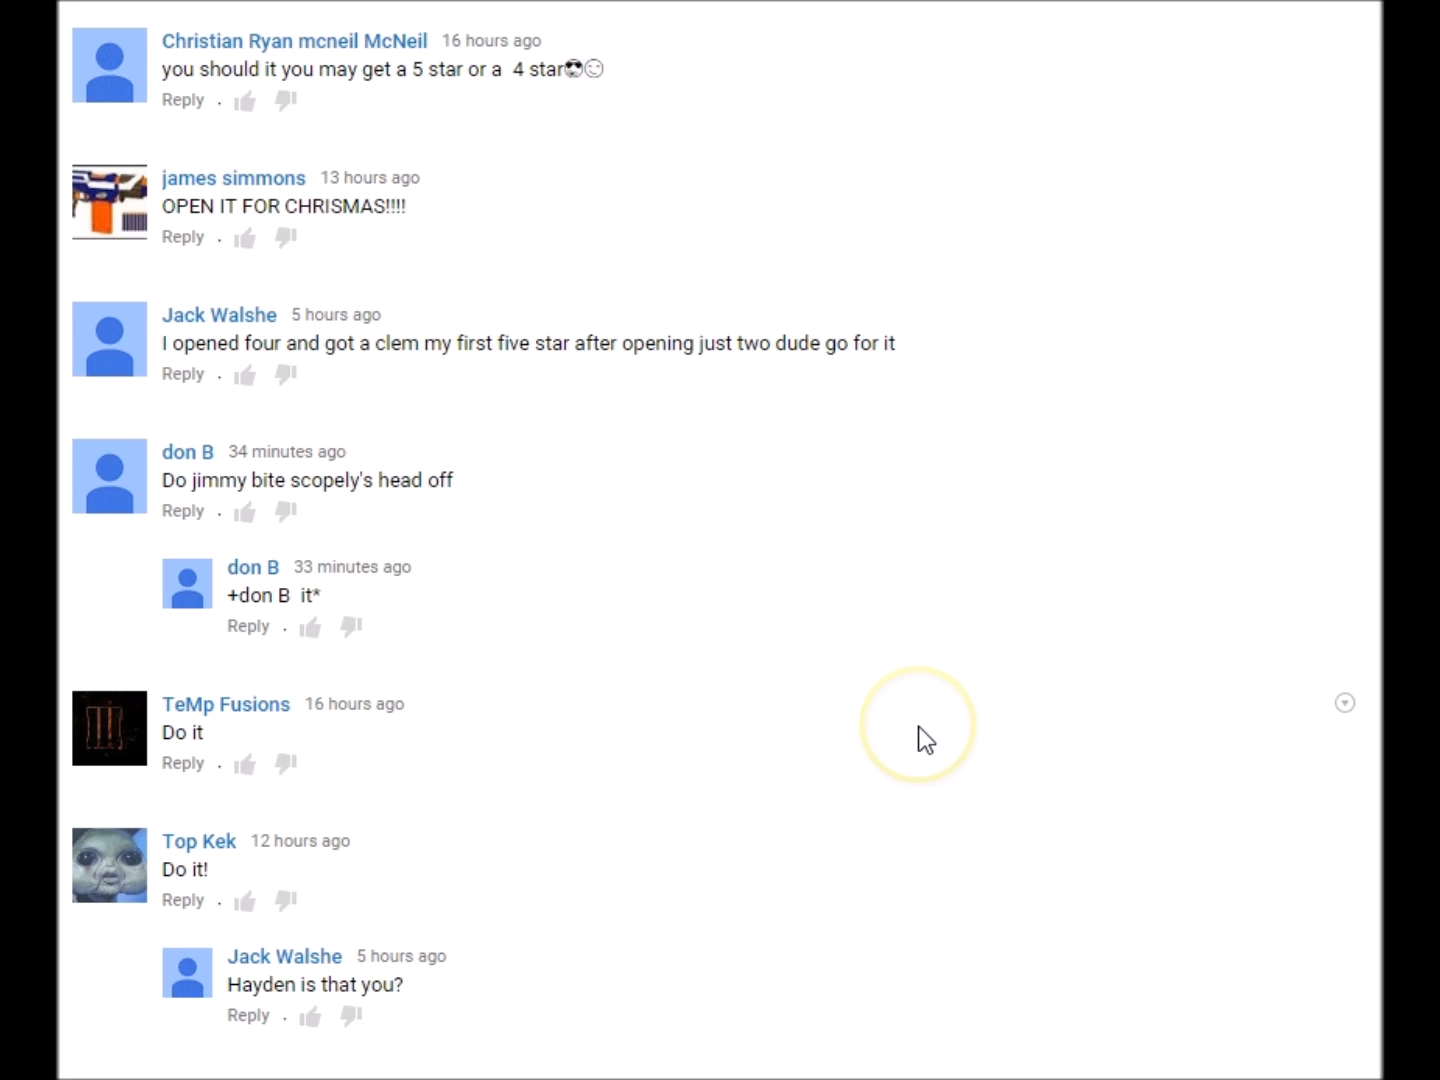 Christian Ryan mcneil McNeil 16 hours ago
you should it you may get a 5 star or a  4 star😎😉
Reply .
james simmons 13 hours ago
OPEN IT FOR CHRISMAS!!!!
Reply .
Jack Walshe 5 hours ago
I opened four and got a clem my first five star after opening just two dude go for it
Reply .
don B 34 minutes ago
Do jimmy bite scopely's head off
Reply .
don B 33 minutes ago
+don B  it*
Reply .
TeMp Fusions 16 hours ago
Do it
Reply .
Top Kek 12 hours ago
Do it!
Reply .
Jack Walshe 5 hours ago
Hayden is that you?
Reply .